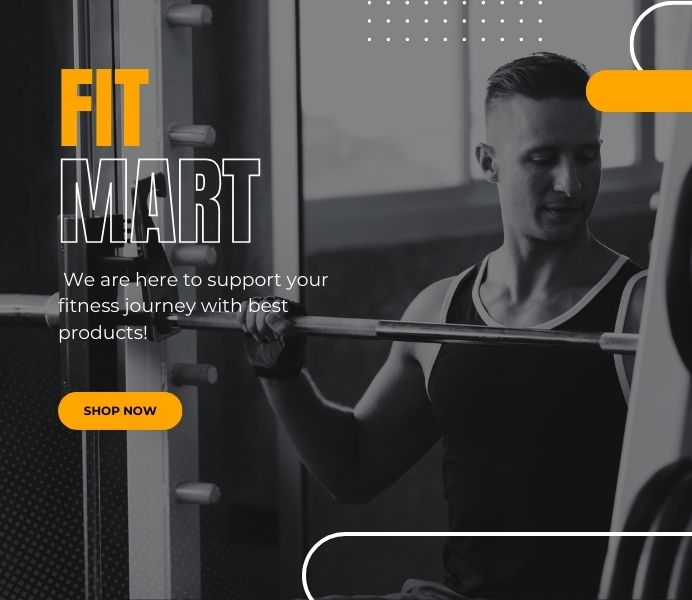 FIT
MART
We are here to support your
fitness journey with best
products!
SHOP NOW